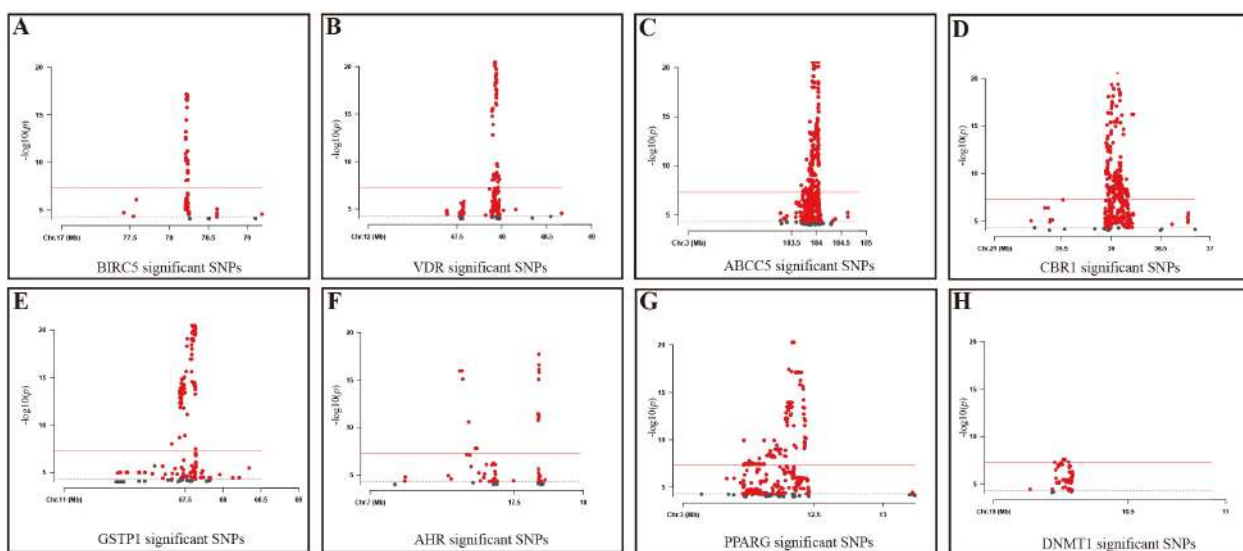 A
20
15
10
5
-log10(p)
Chr.17 (Mb) 77.5 78 78.5 79
BIRC5 significant SNPs
B
20
15
10
5
-log10(p)
Chr.12 (Mb) 47.5 48 48.5 49
VDR significant SNPs
C
20
15
10
5
-log10(p)
Chr.3 (Mb) 183.5 184 184.5 185
ABCC5 significant SNPs
D
20
15
10
5
-log10(p)
Chr.21 (Mb) 35.5 36 36.5 37
CBR1 significant SNPs
E
20
15
10
5
-log10(p)
Chr.11 (Mb) 67.5 68 68.5 69
GSTP1 significant SNPs
F
20
15
10
5
-log10(p)
Chr.7 (Mb) 17.5 18
AHR significant SNPs
G
20
15
10
5
-log10(p)
Chr.3 (Mb) 12.5 13
PPARG significant SNPs
H
20
15
10
5
-log10(p)
Chr.19 (Mb) 10.5 11
DNMT1 significant SNPs